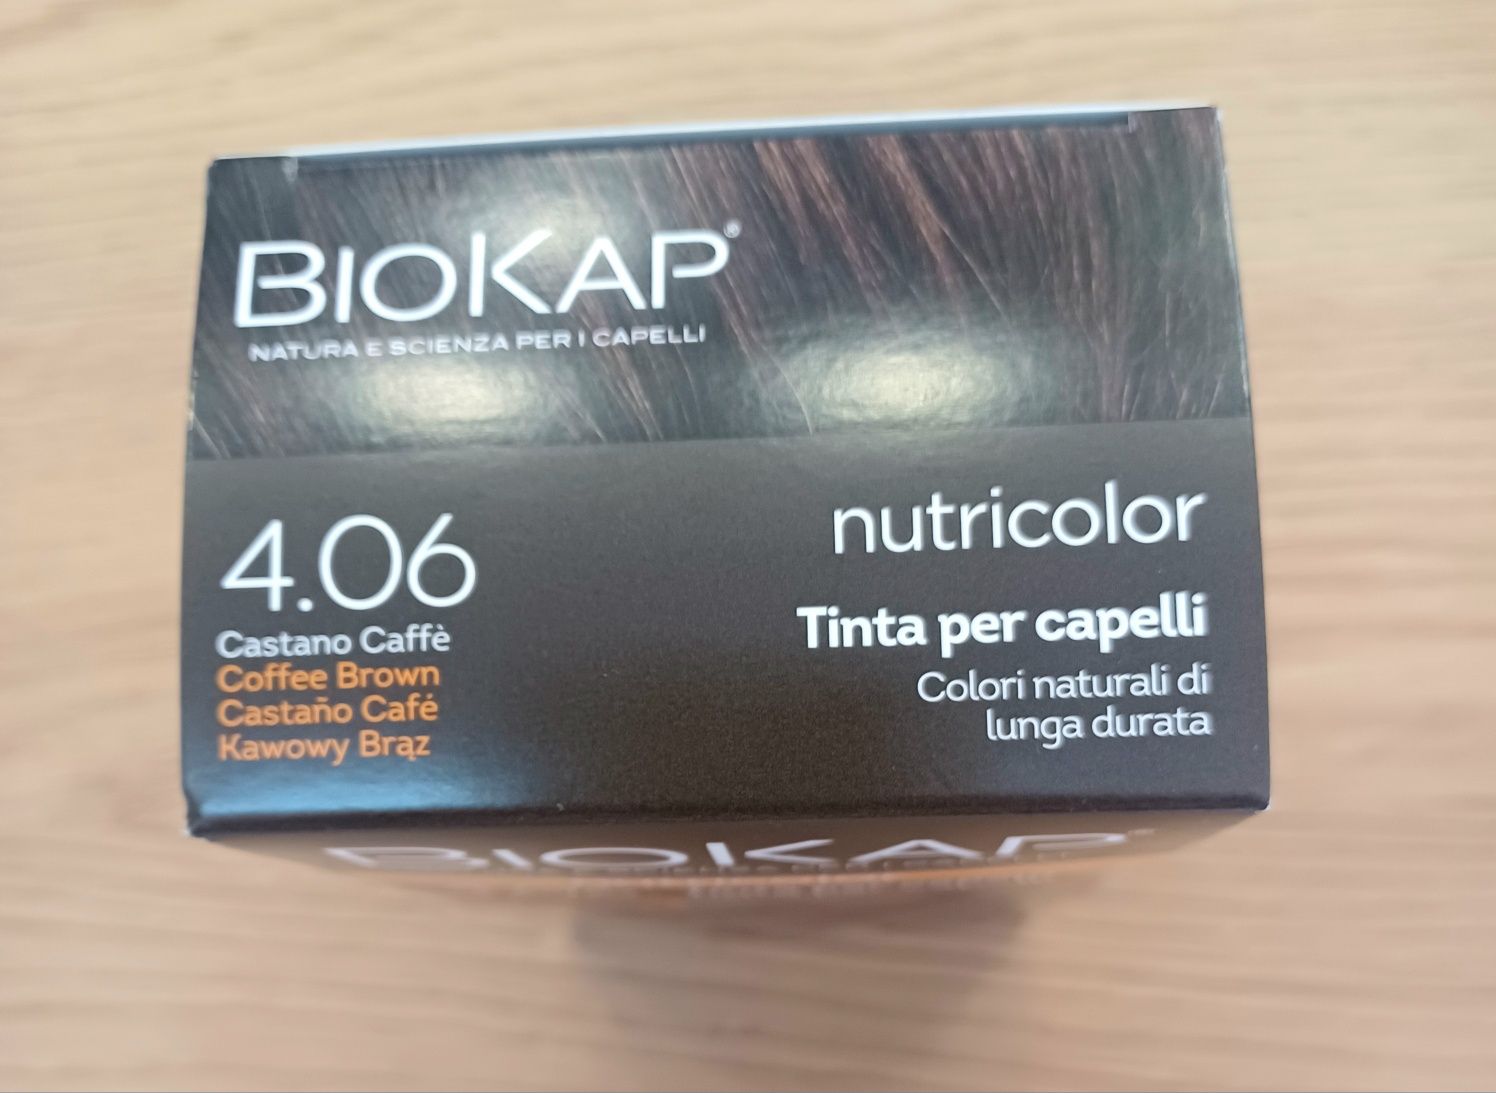 BIOKAP®
NATURA E SCIENZA PER I CAPELLI
4.06
Castano Caffè
Coffee Brown
Castaño Café
Kawowy Brąz
nutricolor
Tinta per capelli
Colori naturali di
lunga durata
BIOKAP®